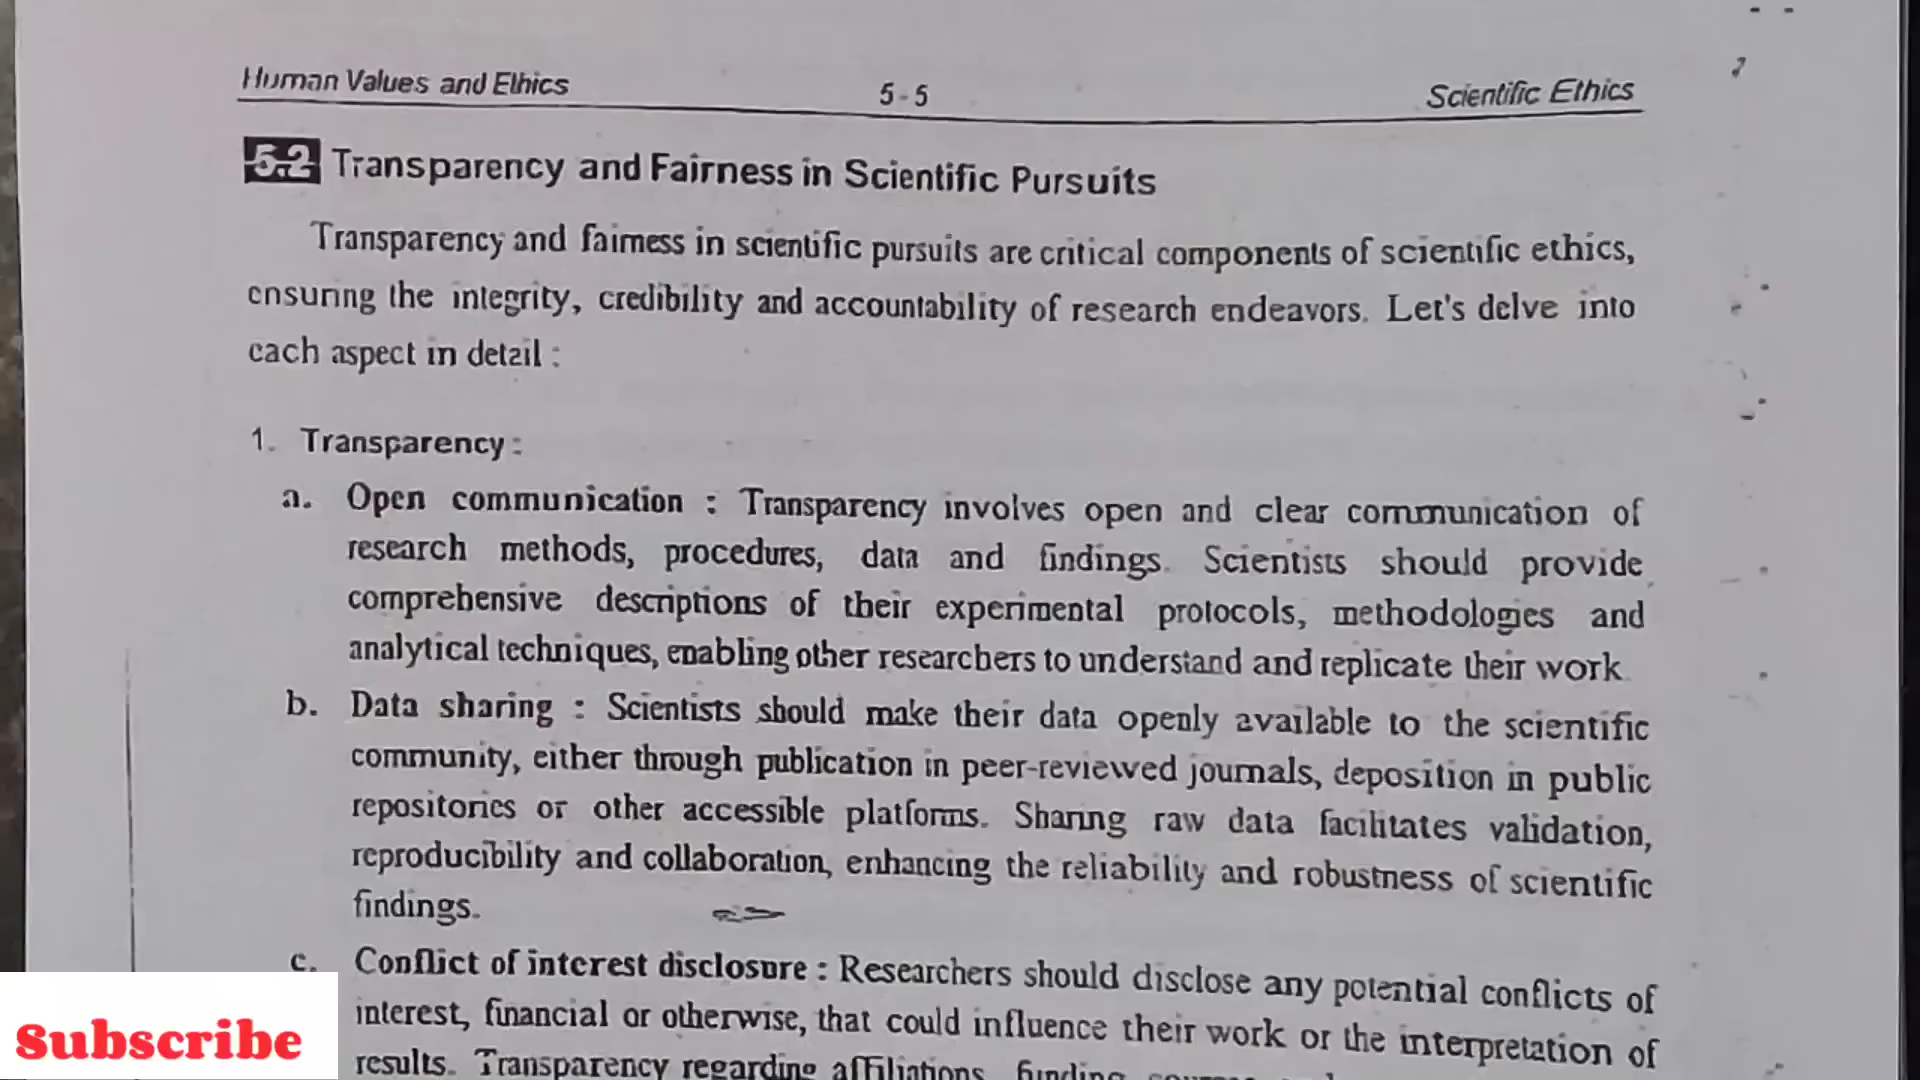 Human Values and Ethics
5 - 5
Scientific Ethics
5.2 Transparency and Fairness in Scientific Pursuits
Transparency and fairness in scientific pursuits are critical components of scientific ethics,
ensuring the integrity, credibility and accountability of research endeavors. Let's delve into
each aspect in detail :
1. Transparency :
a. Open communication : Transparency involves open and clear communication of
research methods, procedures, data and findings. Scientists should provide
comprehensive descriptions of their experimental protocols, methodologies and
analytical techniques, enabling other researchers to understand and replicate their work.
b. Data sharing : Scientists should make their data openly available to the scientific
community, either through publication in peer-reviewed journals, deposition in public
repositories or other accessible platforms. Sharing raw data facilitates validation,
reproducibility and collaboration, enhancing the reliability and robustness of scientific
findings.
c. Conflict of interest disclosure : Researchers should disclose any potential conflicts of
interest, financial or otherwise, that could influence their work or the interpretation of
results. Transparency regarding affiliations, funding
Subscribe